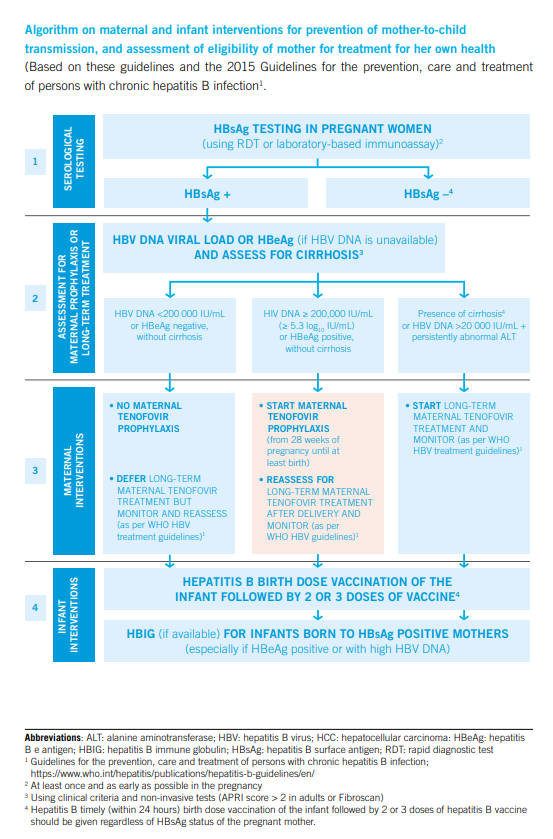 Algorithm on maternal and infant interventions for prevention of mother-to-child
transmission, and assessment of eligibility of mother for treatment for her own health
(Based on these guidelines and the 2015 Guidelines for the prevention, care and treatment
of persons with chronic hepatitis B infection¹.
1
SEROLOGICAL
TESTING
HBsAg TESTING IN PREGNANT WOMEN
(using RDT or laboratory-based immunoassay)²
HBsAg +
HBsAg –⁴
2
ASSESSMENT FOR
MATERNAL PROPHYLAXIS OR
LONG-TERM TREATMENT
HBV DNA VIRAL LOAD OR HBeAg (if HBV DNA is unavailable)
AND ASSESS FOR CIRRHOSIS³
HBV DNA <200 000 IU/mL
or HBeAg negative,
without cirrhosis
HIV DNA ≥ 200,000 IU/mL
(≥ 5.3 log₁₀ IU/mL)
or HBeAg positive,
without cirrhosis
Presence of cirrhosis⁴
or HBV DNA >20 000 IU/mL +
persistently abnormal ALT
3
MATERNAL
INTERVENTIONS
• NO MATERNAL
TENOFOVIR
PROPHYLAXIS
• DEFER LONG-TERM
MATERNAL TENOFOVIR
TREATMENT BUT
MONITOR AND REASSESS
(as per WHO HBV
treatment guidelines)¹
• START MATERNAL
TENOFOVIR
PROPHYLAXIS
(from 28 weeks of
pregnancy until at
least birth)
• REASSESS FOR
LONG-TERM MATERNAL
TENOFOVIR TREATMENT
AFTER DELIVERY AND
MONITOR (as per
WHO HBV guidelines)¹
• START LONG-TERM
MATERNAL TENOFOVIR
TREATMENT AND
MONITOR (as per WHO
HBV treatment guidelines)¹
4
INFANT
INTERVENTIONS
HEPATITIS B BIRTH DOSE VACCINATION OF THE
INFANT FOLLOWED BY 2 OR 3 DOSES OF VACCINE⁴
HBIG (if available) FOR INFANTS BORN TO HBsAg POSITIVE MOTHERS
(especially if HBeAg positive or with high HBV DNA)
Abbreviations: ALT: alanine aminotransferase; HBV: hepatitis B virus; HCC: hepatocellular carcinoma: HBeAg: hepatitis
B e antigen; HBIG: hepatitis B immune globulin; HBsAg: hepatitis B surface antigen; RDT: rapid diagnostic test
¹ Guidelines for the prevention, care and treatment of persons with chronic hepatitis B infection;
https://www.who.int/hepatitis/publications/hepatitis-b-guidelines/en/
² At least once and as early as possible in the pregnancy
³ Using clinical criteria and non-invasive tests (APRI score > 2 in adults or Fibroscan)
⁴ Hepatitis B timely (within 24 hours) birth dose vaccination of the infant followed by 2 or 3 doses of hepatitis B vaccine
should be given regardless of HBsAg status of the pregnant mother.